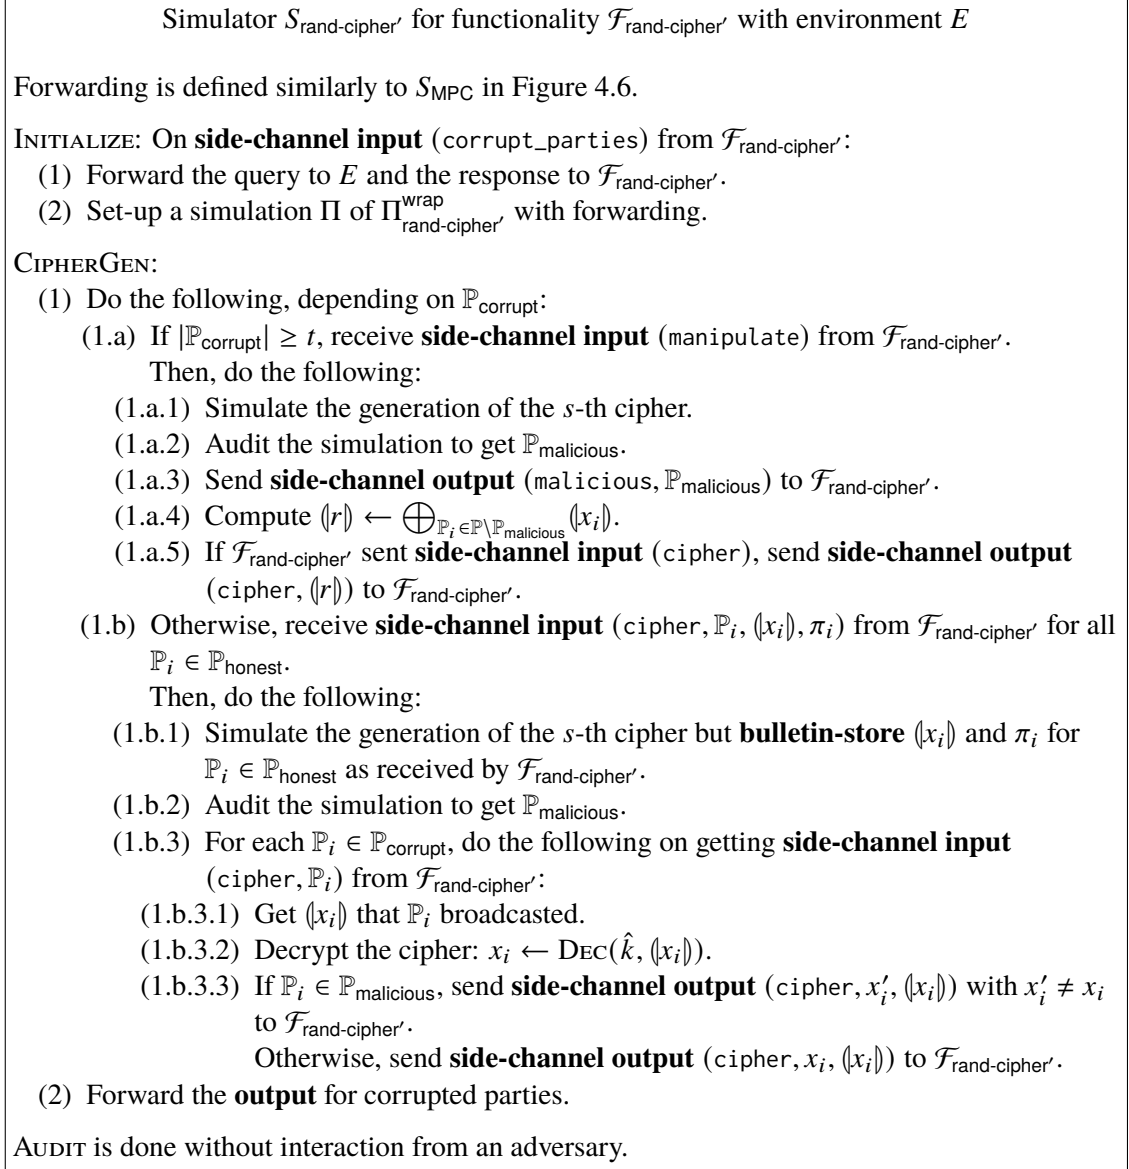 Simulator S_rand-cipher′ for functionality ℱ_rand-cipher′ with environment E
Forwarding is defined similarly to S_MPC in Figure 4.6.
INITIALIZE: On side-channel input (corrupt_parties) from ℱ_rand-cipher′:
(1) Forward the query to E and the response to ℱ_rand-cipher′.
(2) Set-up a simulation Π of Π^wrap_rand-cipher′ with forwarding.
CIPHERGEN:
(1) Do the following, depending on ℙ_corrupt:
(1.a) If |ℙ_corrupt| ≥ t, receive side-channel input (manipulate) from ℱ_rand-cipher′.
Then, do the following:
(1.a.1) Simulate the generation of the s-th cipher.
(1.a.2) Audit the simulation to get ℙ_malicious.
(1.a.3) Send side-channel output (malicious, ℙ_malicious) to ℱ_rand-cipher′.
(1.a.4) Compute ⦇r⦈ ← ⨁_{ℙ_i∈ℙ\ℙ_malicious} ⦇x_i⦈.
(1.a.5) If ℱ_rand-cipher′ sent side-channel input (cipher), send side-channel output
(cipher, ⦇r⦈) to ℱ_rand-cipher′.
(1.b) Otherwise, receive side-channel input (cipher, ℙ_i, ⦇x_i⦈, π_i) from ℱ_rand-cipher′ for all
ℙ_i ∈ ℙ_honest.
Then, do the following:
(1.b.1) Simulate the generation of the s-th cipher but bulletin-store ⦇x_i⦈ and π_i for
ℙ_i ∈ ℙ_honest as received by ℱ_rand-cipher′.
(1.b.2) Audit the simulation to get ℙ_malicious.
(1.b.3) For each ℙ_i ∈ ℙ_corrupt, do the following on getting side-channel input
(cipher, ℙ_i) from ℱ_rand-cipher′:
(1.b.3.1) Get ⦇x_i⦈ that ℙ_i broadcasted.
(1.b.3.2) Decrypt the cipher: x_i ← DEC(k̂, ⦇x_i⦈).
(1.b.3.3) If ℙ_i ∈ ℙ_malicious, send side-channel output (cipher, x′_i, ⦇x_i⦈) with x′_i ≠ x_i
to ℱ_rand-cipher′.
Otherwise, send side-channel output (cipher, x_i, ⦇x_i⦈) to ℱ_rand-cipher′.
(2) Forward the output for corrupted parties.
AUDIT is done without interaction from an adversary.